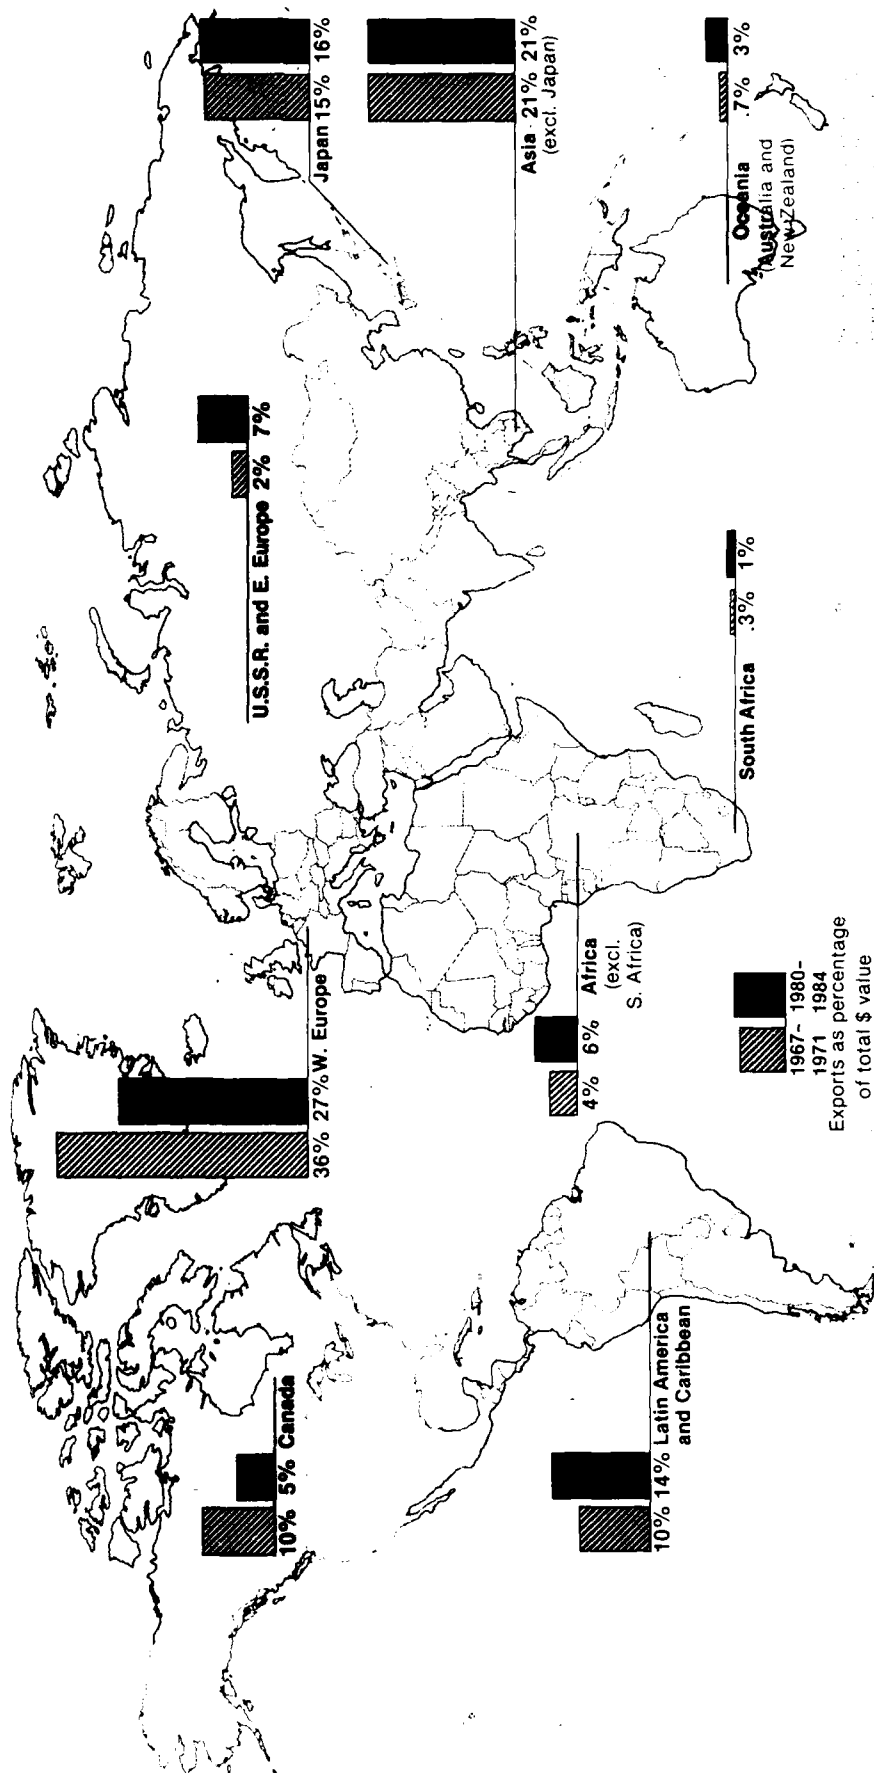 10% 5% Canada
36% 27% W. Europe
U.S.S.R. and E. Europe 2% 7%
Japan 15% 16%
Asia 21% 21%
(excl. Japan)
10% 14% Latin America
and Caribbean
4% 6% Africa
(excl.
S. Africa)
South Africa .3% 1%
.7% 3%
Oceania
(Australia and
New Zealand)
1967- 1980-
1971 1984
Exports as percentage
of total $ value